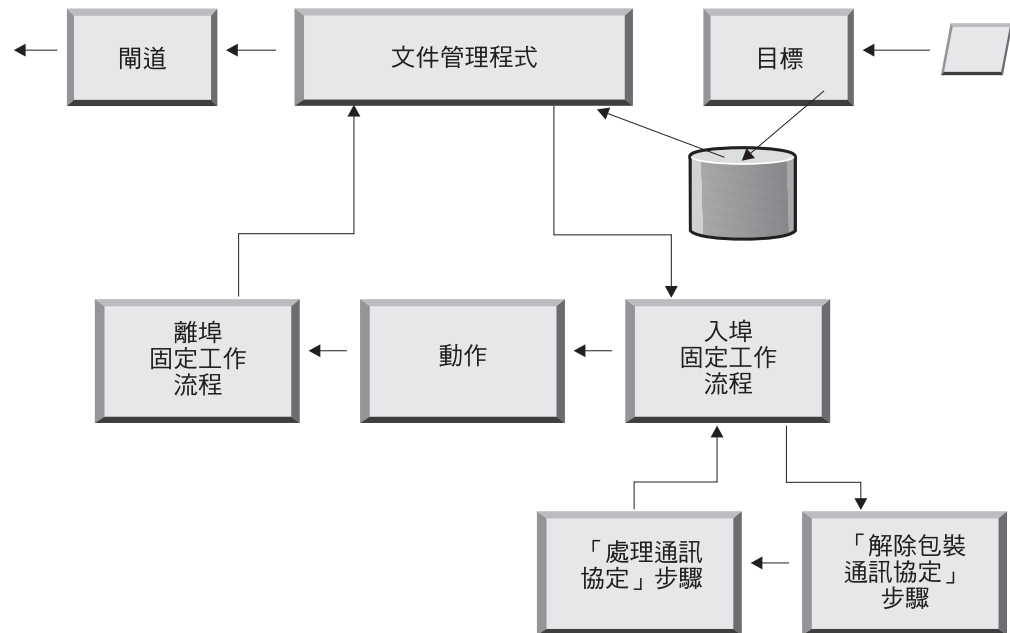 閘道
文件管理程式
目標
離埠
固定工作
流程
動作
入埠
固定工作
流程
「處理通訊
協定」步驟
「解除包裝
通訊協定」
步驟